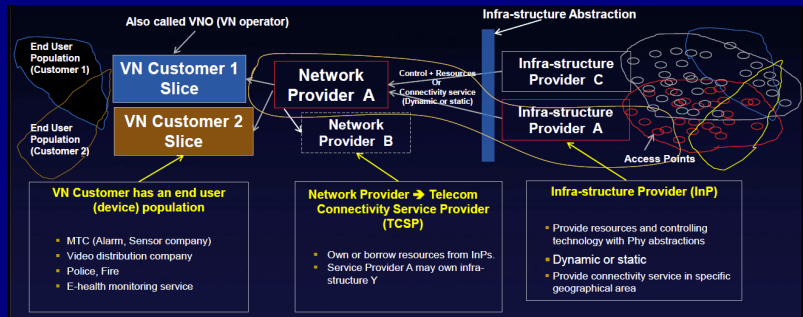 Also called VNO (VN operator)
Infra-structure Abstraction
End User
Population
(Customer 1)
End User
Population
(Customer 2)
VN Customer 1
Slice
VN Customer 2
Slice
Network
Provider A
Network
Provider B
Control + Resources
Or
Connectivity service
(Dynamic or static)
Infra-structure
Provider C
Infra-structure
Provider A
Access Points
VN Customer has an end user
(device) population
▪ MTC (Alarm, Sensor company)
▪ Video distribution company
▪ Police, Fire
▪ E-health monitoring service
Network Provider ➔ Telecom
Connectivity Service Provider
(TCSP)
▪ Own or borrow resources from InPs.
▪ Service Provider A may own infra-
structure Y
Infra-structure Provider (InP)
▪ Provide resources and controlling
technology with Phy abstractions
▪ Dynamic or static
▪ Provide connectivity service in specific
geographical area